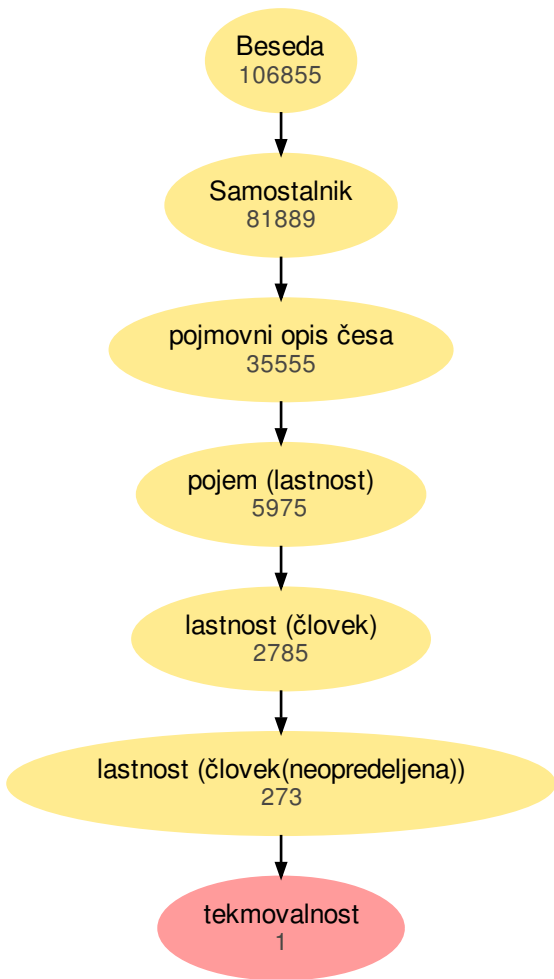 Beseda
106855
Samostalnik
81889
pojmovni opis česa
35555
pojem (lastnost)
5975
lastnost (človek)
2785
lastnost (človek(neopredeljena))
273
tekmovalnost
1